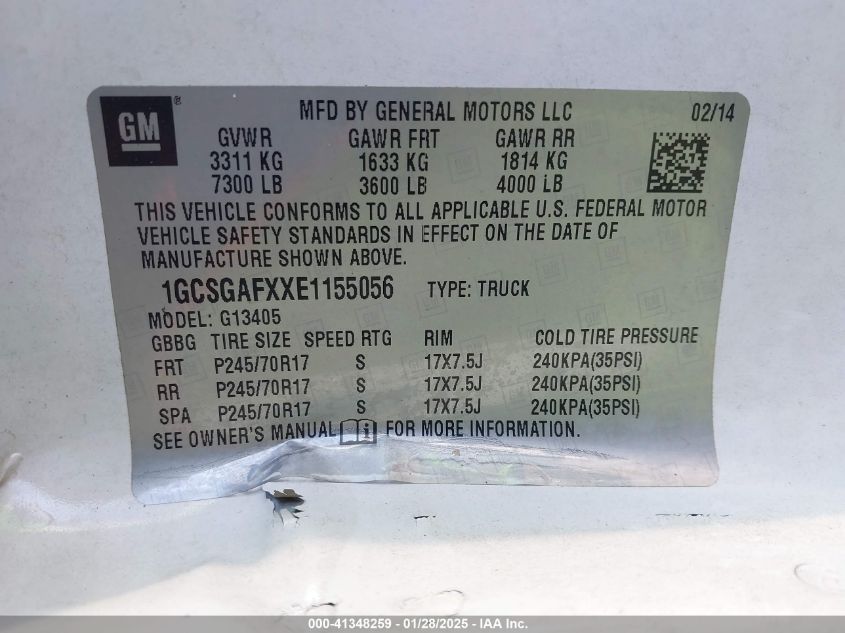 GM ® MFD BY GENERAL MOTORS LLC 02/14
GVWR GAWR FRT GAWR RR
3311 KG 1633 KG 1814 KG
7300 LB 3600 LB 4000 LB
THIS VEHICLE CONFORMS TO ALL APPLICABLE U.S. FEDERAL MOTOR
VEHICLE SAFETY STANDARDS IN EFFECT ON THE DATE OF
MANUFACTURE SHOWN ABOVE.
1GCSGAFXXE1155056 TYPE: TRUCK
MODEL: G13405
GBBG TIRE SIZE SPEED RTG RIM COLD TIRE PRESSURE
FRT P245/70R17 S 17X7.5J 240KPA(35PSI)
RR P245/70R17 S 17X7.5J 240KPA(35PSI)
SPA P245/70R17 S 17X7.5J 240KPA(35PSI)
SEE OWNER'S MANUAL i FOR MORE INFORMATION.
000-41348259 - 01/28/2025 - IAA Inc.